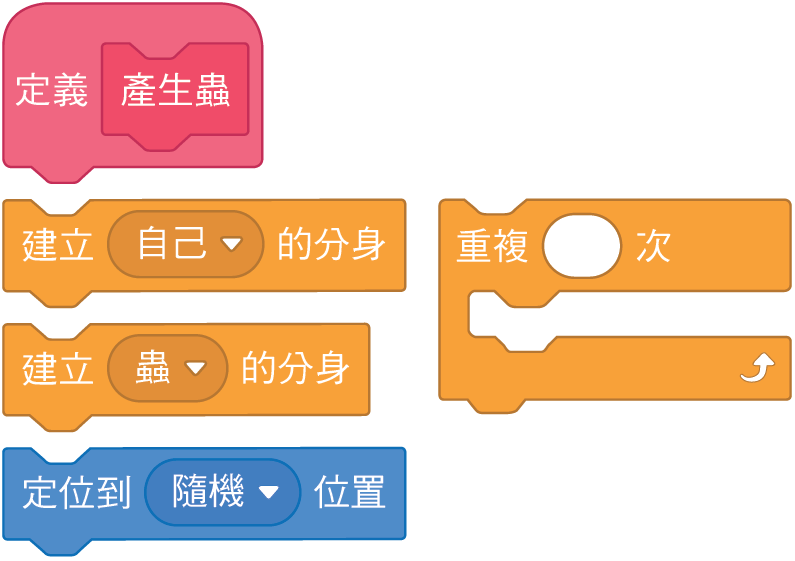 定義 產生蟲
建立 自己 的分身
重複 次
建立 蟲 的分身
定位到 隨機 位置